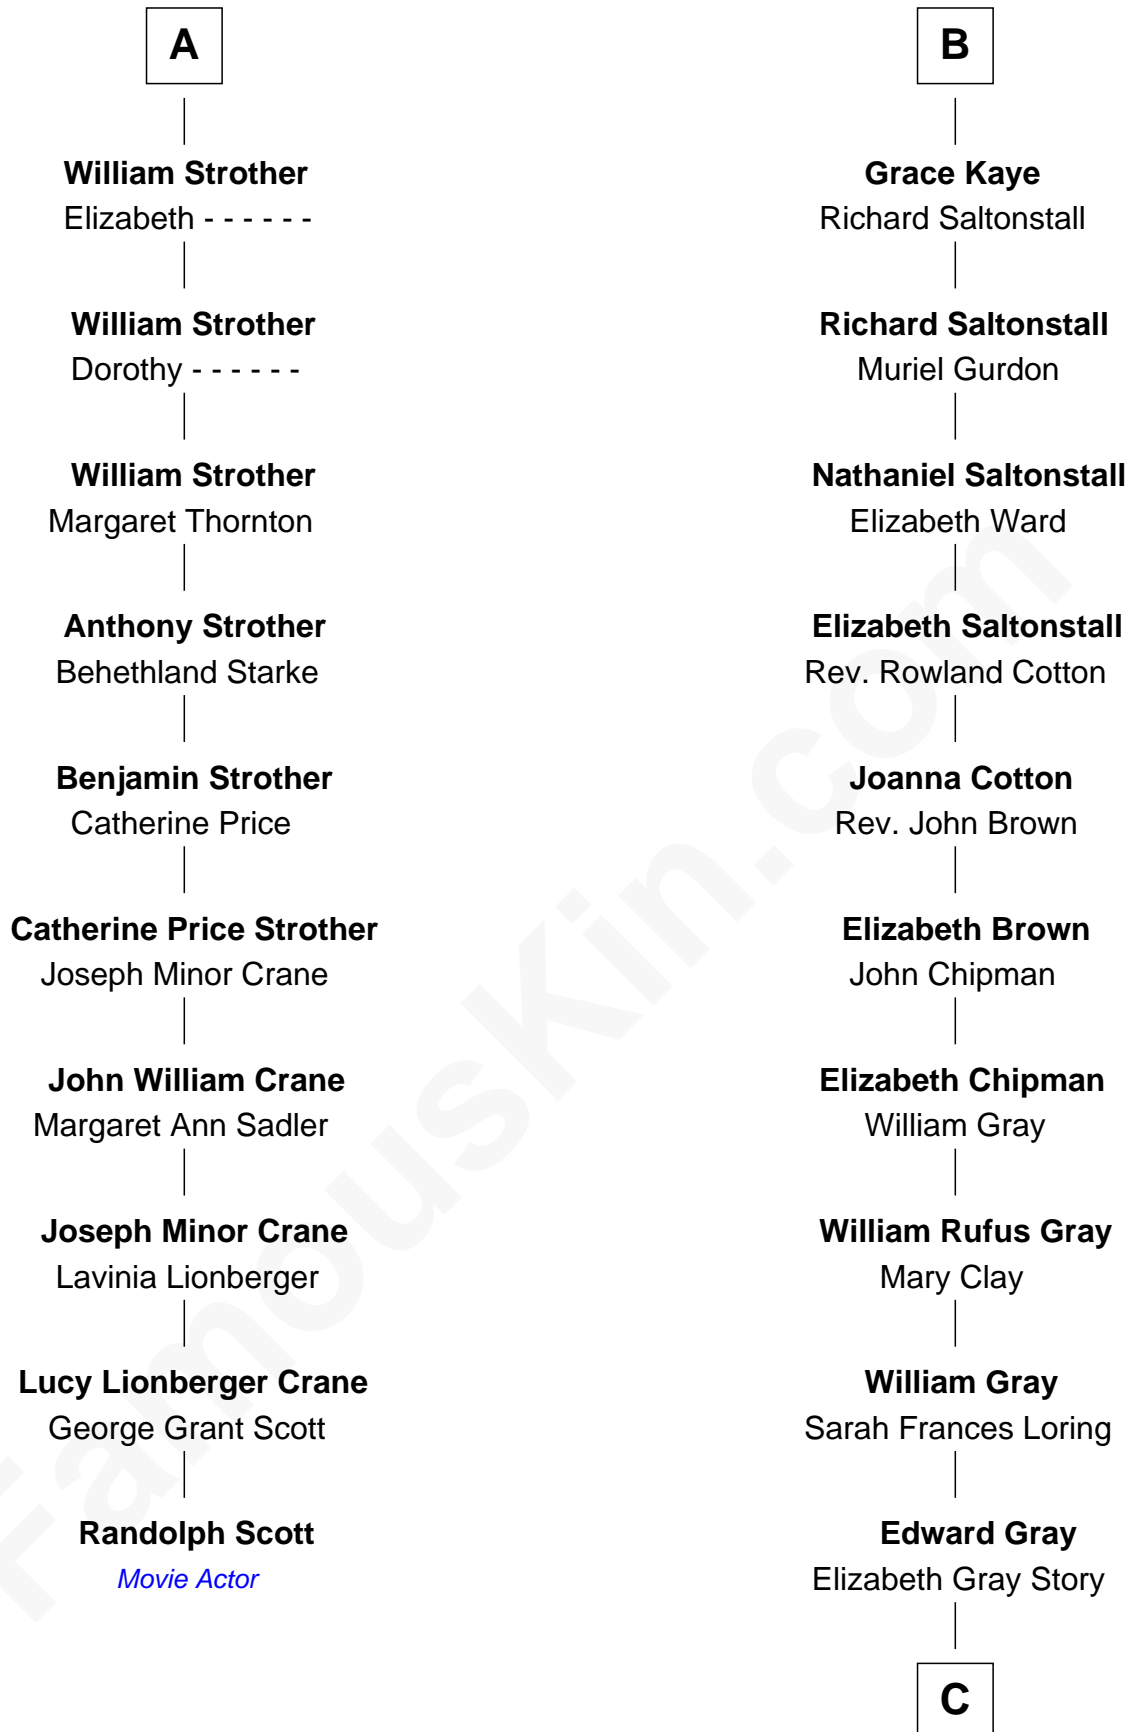 A
William Strother
Elizabeth - - - - - -
William Strother
Dorothy - - - - - -
William Strother
Margaret Thornton
Anthony Strother
Behethland Starke
Benjamin Strother
Catherine Price
Catherine Price Strother
Joseph Minor Crane
John William Crane
Margaret Ann Sadler
Joseph Minor Crane
Lavinia Lionberger
Lucy Lionberger Crane
George Grant Scott
Randolph Scott
Movie Actor
B
Grace Kaye
Richard Saltonstall
Richard Saltonstall
Muriel Gurdon
Nathaniel Saltonstall
Elizabeth Ward
Elizabeth Saltonstall
Rev. Rowland Cotton
Joanna Cotton
Rev. John Brown
Elizabeth Brown
John Chipman
Elizabeth Chipman
William Gray
William Rufus Gray
Mary Clay
William Gray
Sarah Frances Loring
Edward Gray
Elizabeth Gray Story
C
FamousKin.com